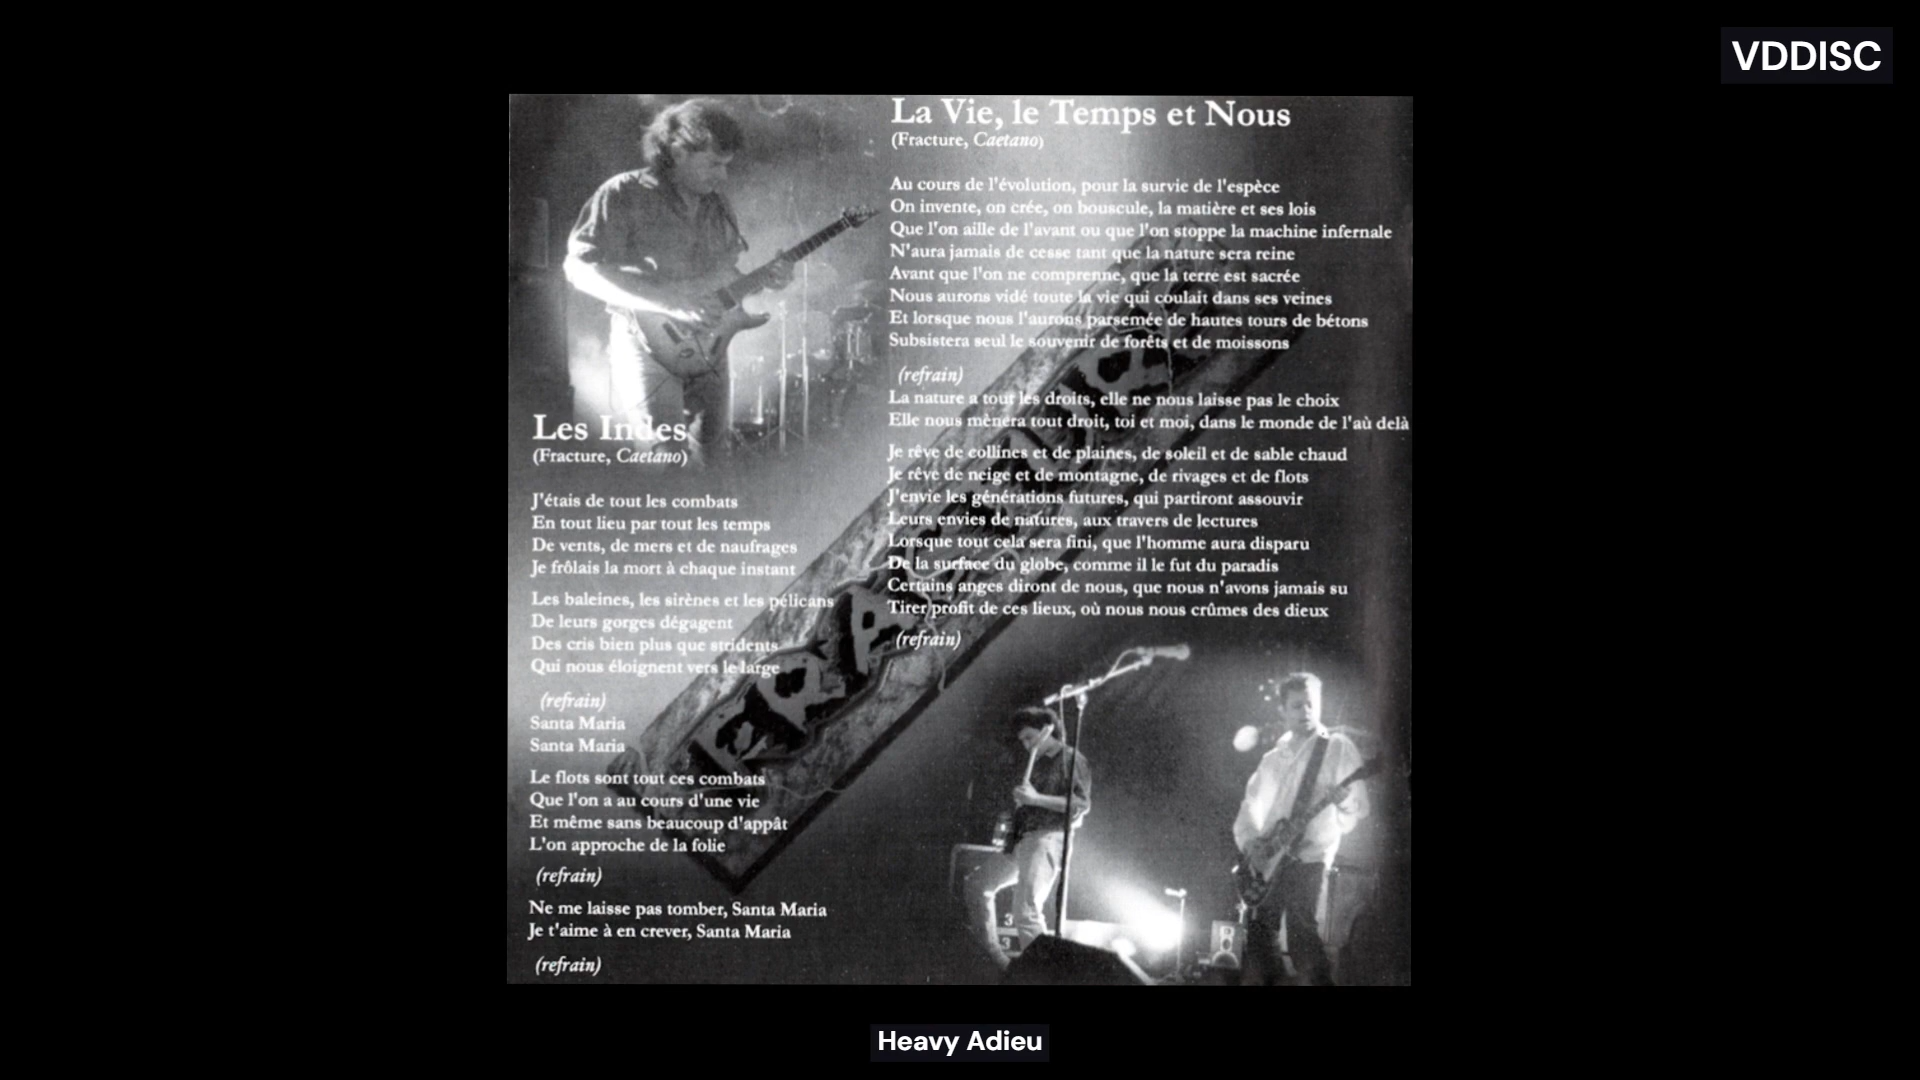 VDDISC
Les Indes
(Fracture, Caetano)
J'étais de tout les combats
En tout lieu par tout les temps
De vents, de mers et de naufrages
Je frôlais la mort à chaque instant
Les baleines, les sirènes et les pélicans
De leurs gorges dégagent
Des cris bien plus que stridents
Qui nous éloignent vers le large
(refrain)
Santa Maria
Santa Maria
Le flots sont tout ces combats
Que l'on a au cours d'une vie
Et même sans beaucoup d'appât
L'on approche de la folie
(refrain)
Ne me laisse pas tomber, Santa Maria
Je t'aime à en crever, Santa Maria
(refrain)
La Vie, le Temps et Nous
(Fracture, Caetano)
Au cours de l'évolution, pour la survie de l'espèce
On invente, on crée, on bouscule, la matière et ses lois
Que l'on aille de l'avant ou que l'on stoppe la machine infernale
N'aura jamais de cesse tant que la nature sera reine
Avant que l'on ne comprenne, que la terre est sacrée
Nous aurons vidé toute la vie qui coulait dans ses veines
Et lorsque nous l'aurons parsemée de hautes tours de bétons
Subsistera seul le souvenir de forêts et de moissons
(refrain)
La nature a tout les droits, elle ne nous laisse pas le choix
Elle nous mènera tout droit, toi et moi, dans le monde de l'aù delà
Je rêve de collines et de plaines, de soleil et de sable chaud
Je rêve de neige et de montagne, de rivages et de flots
J'envie les générations futures, qui partiront assouvir
Leurs envies de natures, aux travers de lectures
Lorsque tout cela sera fini, que l'homme aura disparu
De la surface du globe, comme il le fut du paradis
Certains anges diront de nous, que nous n'avons jamais su
Tirer profit de ces lieux, où nous nous crûmes des dieux
(refrain)
3
3
Heavy Adieu